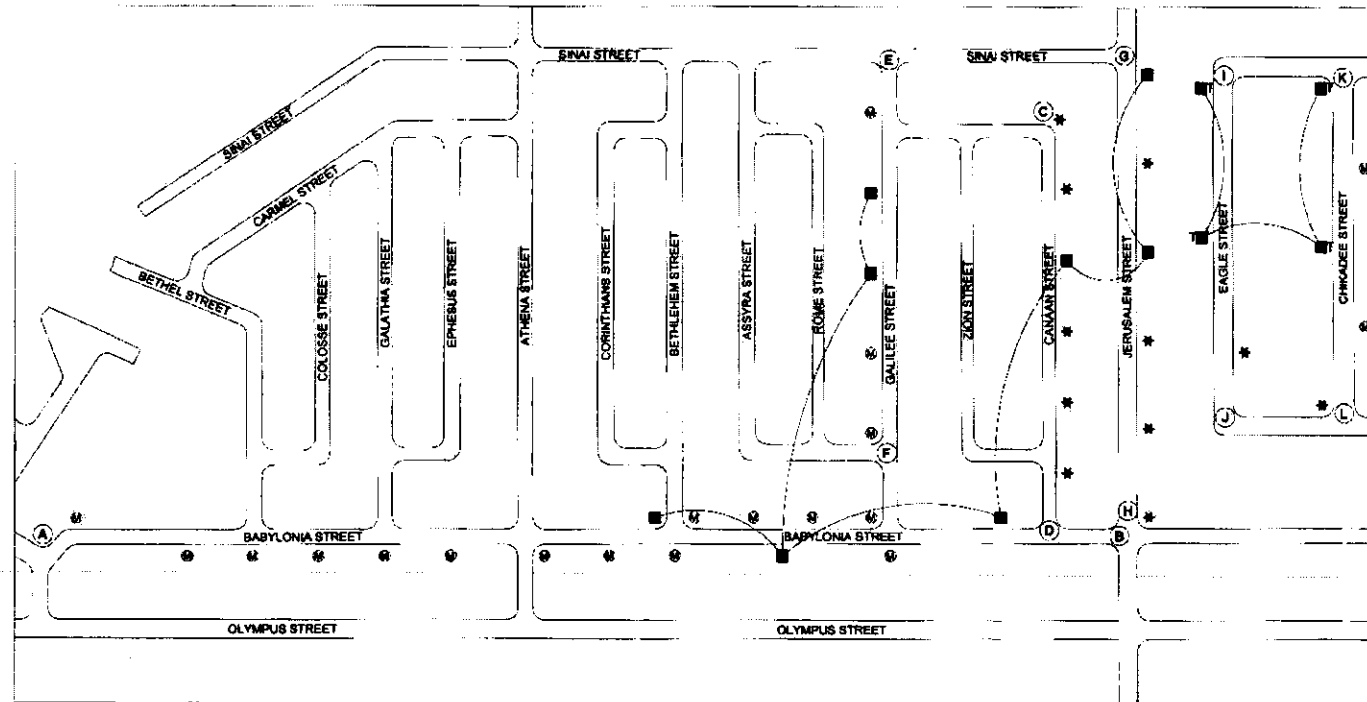 SINAI STREET
SINAI STREET
E
G
I
K
M
C
SINAI STREET
T
T
M
CARMEL STREET
BETHEL STREET
COLOSSE STREET
GALATHIA STREET
EPHESUS STREET
ATHENA STREET
CORINTHIANS STREET
BETHLEHEM STREET
ASSYRA STREET
ROME STREET
GALILEE STREET
ZION STREET
CANAAN STREET
JERUSALEM STREET
T
EAGLE STREET
T
CHIKADEE STREET
M
M
M
J
L
F
M
M
M
M
M
H
A
BABYLONIA STREET
BABYLONIA STREET
D
B
M
M
M
M
M
M
M
M
M
OLYMPUS STREET
OLYMPUS STREET